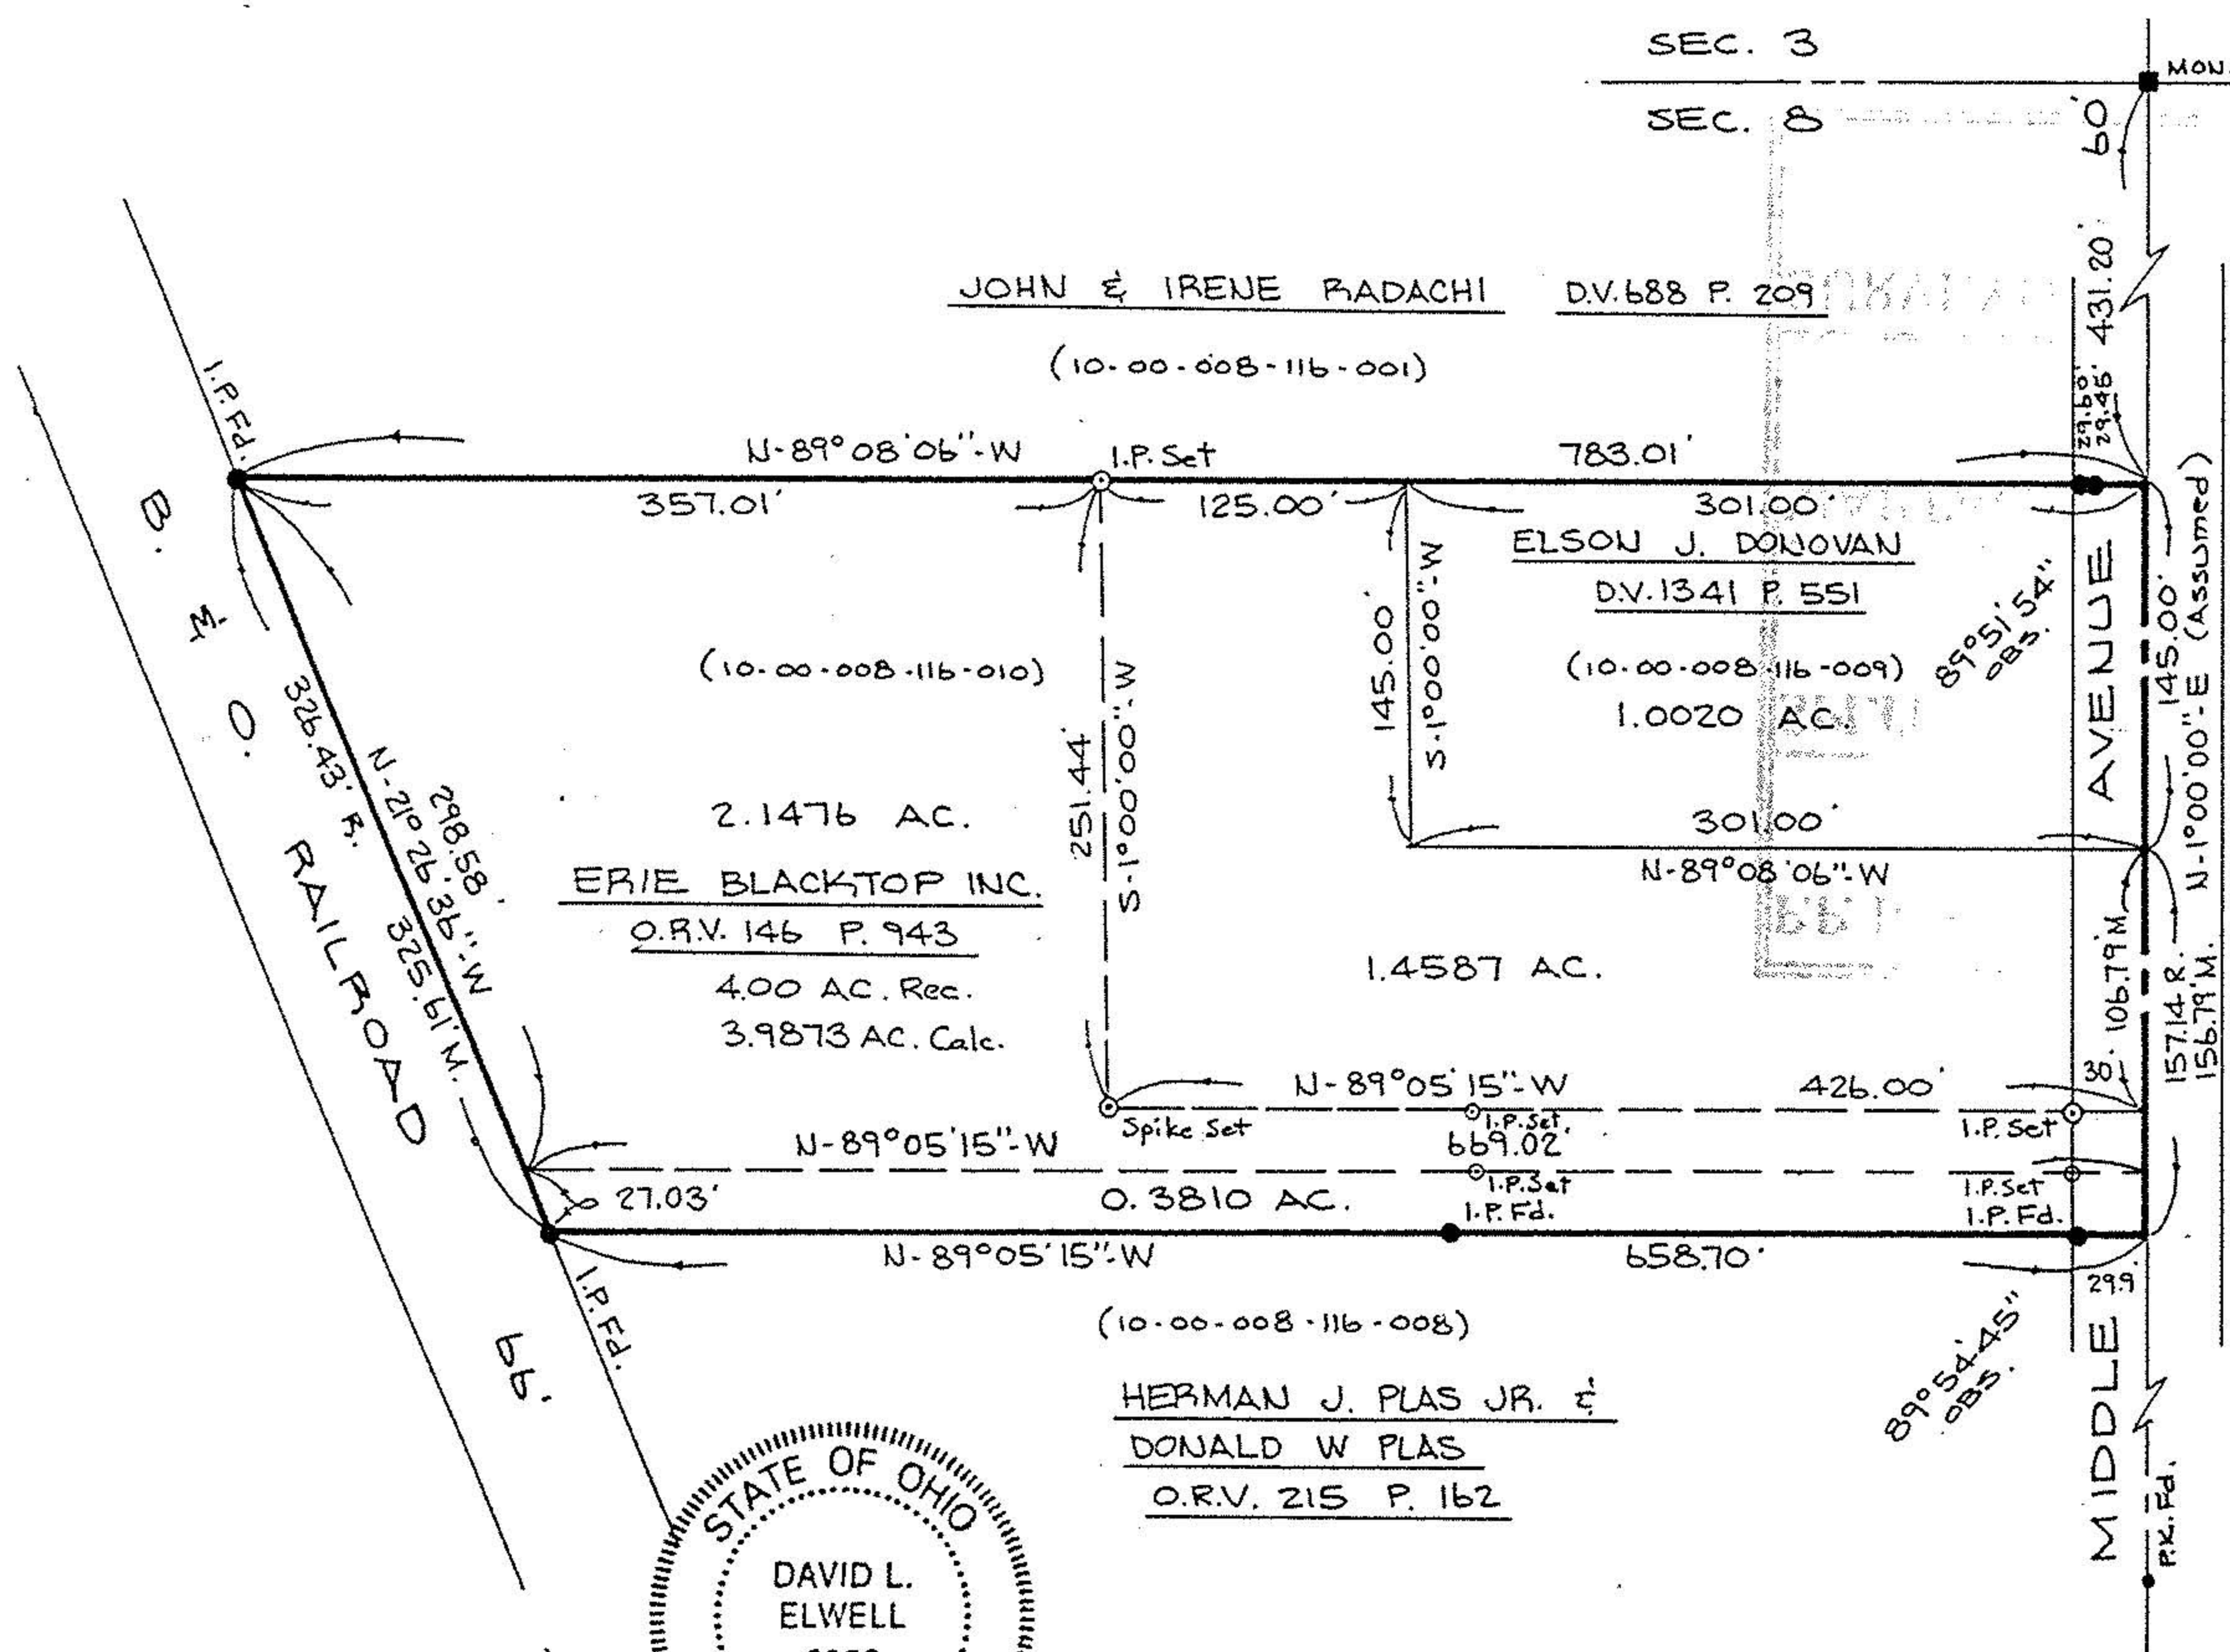 SEC. 3
MON.
SEC. 8
60'
431.20'
JOHN & IRENE RADACHI D.V. 688 P. 209
(10-00-008-116-001)
29.60'
29.45'
I.P. Fd.
N-89°08'06"-W I.P. Set 783.01'
357.01' 125.00' 301.00'
ELSON J. DONOVAN
D.V. 1341 P. 551
(10-00-008-116-009)
1.0020 AC.
145.00'
S-1°00'00"-W
89°51'54"
OBS.
145.00'
N-1°00'00"-E (Assumed)
MIDDLE AVENUE
(10-00-008-116-010)
251.44'
S-1°00'00"-W
301.00'
N-89°08'06"-W
B. & O. RAILROAD
66'
326.43' R.
298.58'
N-21°26'36"-W
325.61' M.
2.1476 AC.
ERIE BLACKTOP INC.
O.R.V. 146 P. 943
4.00 AC. Rec.
3.9873 AC. Calc.
1.4587 AC.
106.79' M.
157.14 R.
156.79' M.
30'
N-89°05'15"-W 426.00'
Spike Set
I.P. Set
I.P. Set
N-89°05'15"-W 669.02'
I.P. Set
I.P. Set
27.03' 0.3810 AC.
I.P. Fd.
I.P. Fd.
N-89°05'15"-W 658.70'
29.9'
I.P. Fd.
(10-00-008-116-008)
89°54'45"
OBS.
HERMAN J. PLAS JR. &
DONALD W PLAS
O.R.V. 215 P. 162
P.K. Fd.
STATE OF OHIO
DAVID L.
ELWELL